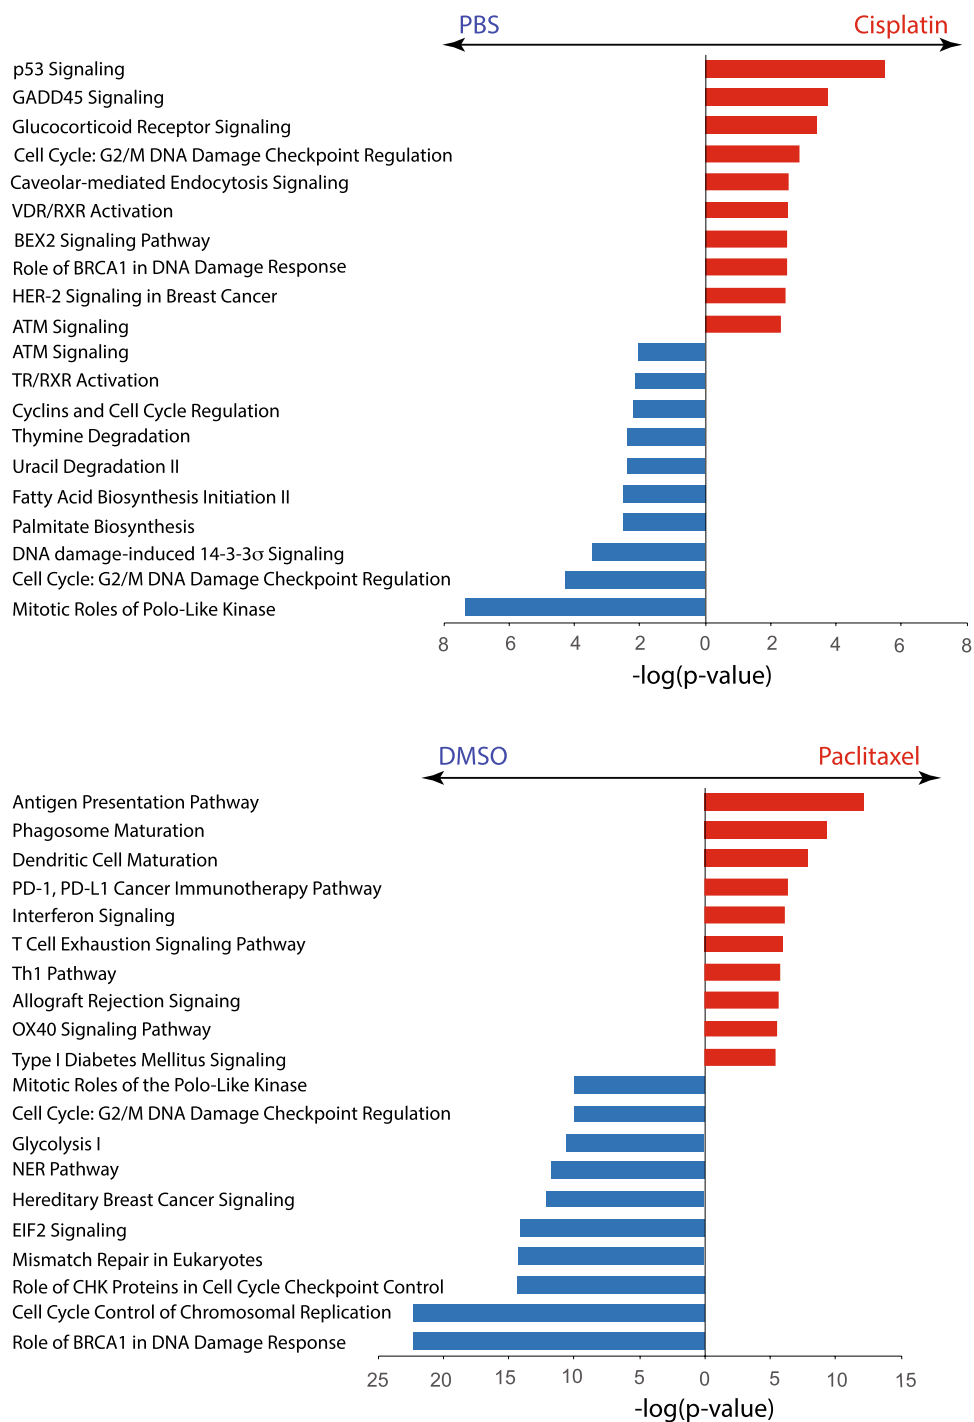 PBS Cisplatin
p53 Signaling
GADD45 Signaling
Glucocorticoid Receptor Signaling
Cell Cycle: G2/M DNA Damage Checkpoint Regulation
Caveolar-mediated Endocytosis Signaling
VDR/RXR Activation
BEX2 Signaling Pathway
Role of BRCA1 in DNA Damage Response
HER-2 Signaling in Breast Cancer
ATM Signaling
ATM Signaling
TR/RXR Activation
Cyclins and Cell Cycle Regulation
Thymine Degradation
Uracil Degradation II
Fatty Acid Biosynthesis Initiation II
Palmitate Biosynthesis
DNA damage-induced 14-3-3σ Signaling
Cell Cycle: G2/M DNA Damage Checkpoint Regulation
Mitotic Roles of Polo-Like Kinase
8 6 4 2 0 2 4 6 8
-log(p-value)
DMSO Paclitaxel
Antigen Presentation Pathway
Phagosome Maturation
Dendritic Cell Maturation
PD-1, PD-L1 Cancer Immunotherapy Pathway
Interferon Signaling
T Cell Exhaustion Signaling Pathway
Th1 Pathway
Allograft Rejection Signaing
OX40 Signaling Pathway
Type I Diabetes Mellitus Signaling
Mitotic Roles of the Polo-Like Kinase
Cell Cycle: G2/M DNA Damage Checkpoint Regulation
Glycolysis I
NER Pathway
Hereditary Breast Cancer Signaling
EIF2 Signaling
Mismatch Repair in Eukaryotes
Role of CHK Proteins in Cell Cycle Checkpoint Control
Cell Cycle Control of Chromosomal Replication
Role of BRCA1 in DNA Damage Response
25 20 15 10 5 0 5 10 15
-log(p-value)